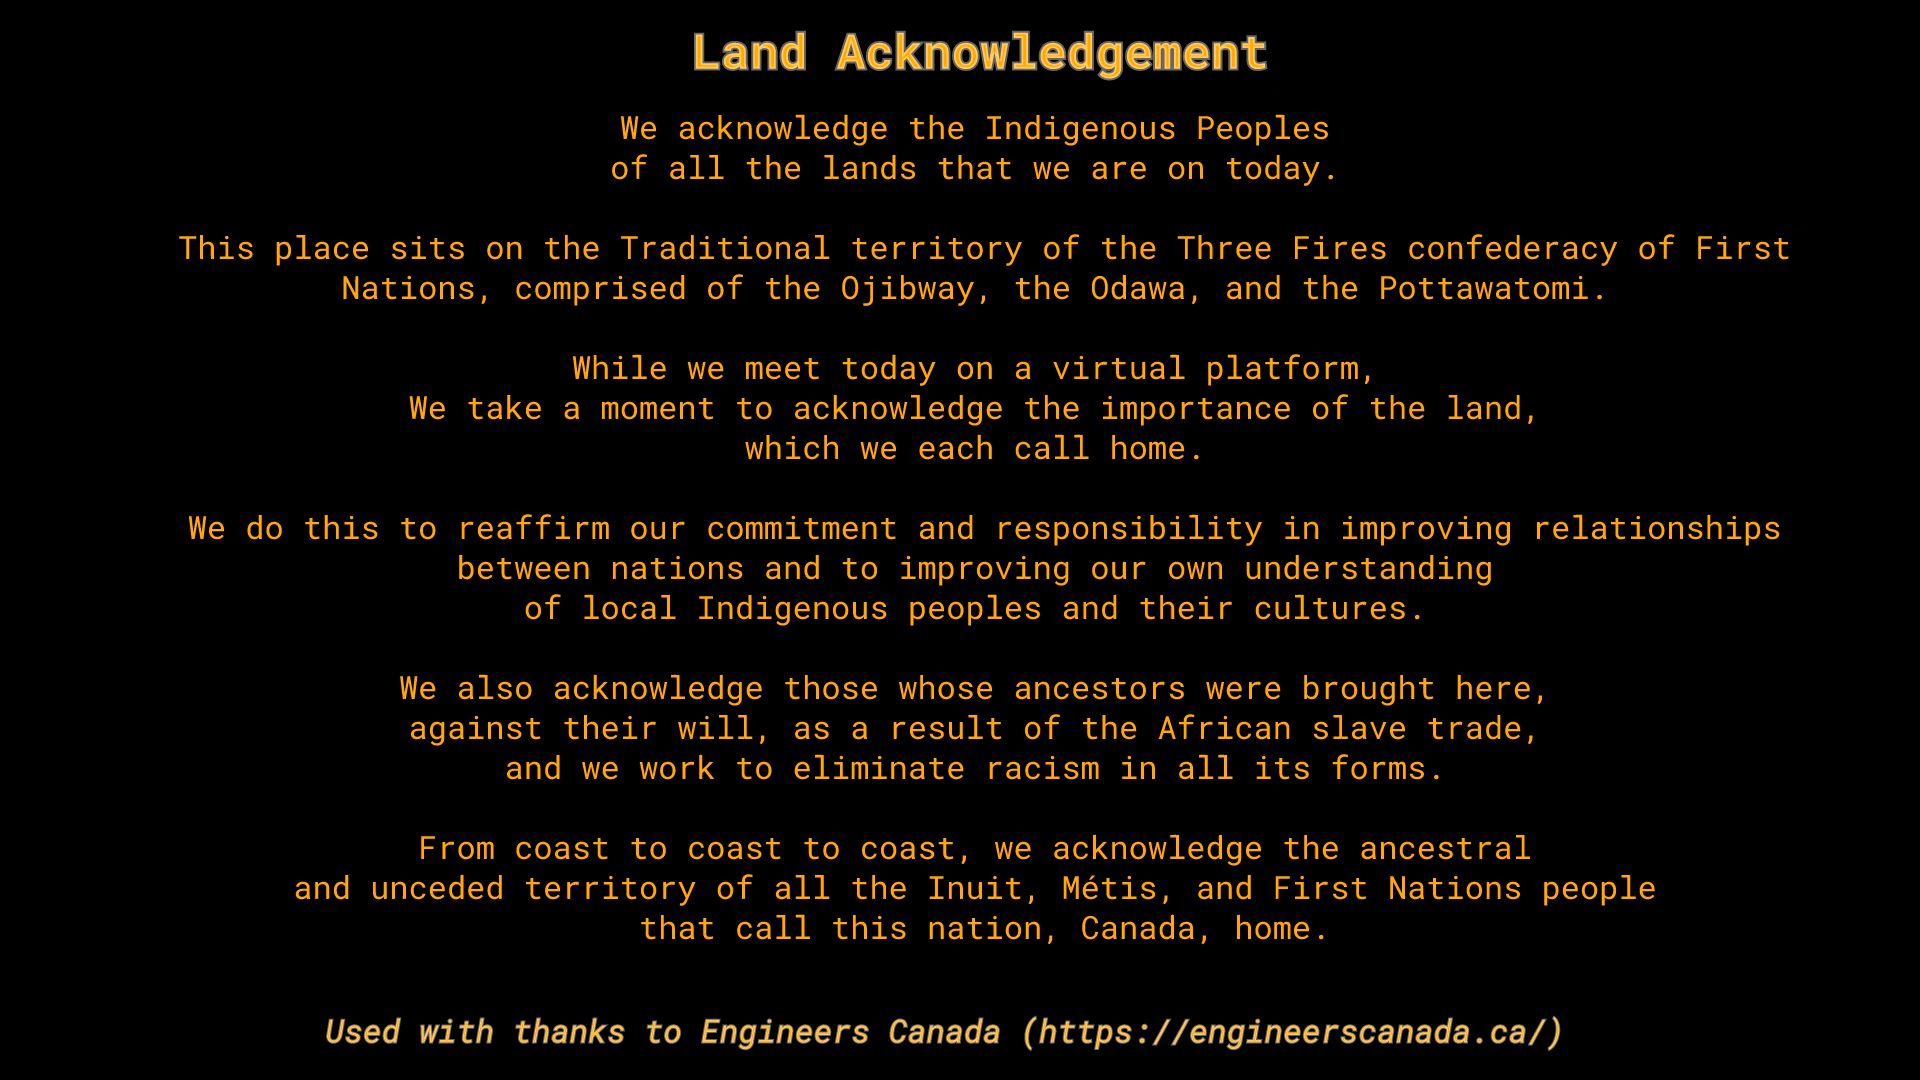 Land Acknowledgement
We acknowledge the Indigenous Peoples
of all the lands that we are on today.
This place sits on the Traditional territory of the Three Fires confederacy of First
Nations, comprised of the Ojibway, the Odawa, and the Pottawatomi.
While we meet today on a virtual platform,
We take a moment to acknowledge the importance of the land,
which we each call home.
We do this to reaffirm our commitment and responsibility in improving relationships
between nations and to improving our own understanding
of local Indigenous peoples and their cultures.
We also acknowledge those whose ancestors were brought here,
against their will, as a result of the African slave trade,
and we work to eliminate racism in all its forms.
From coast to coast to coast, we acknowledge the ancestral
and unceded territory of all the Inuit, Métis, and First Nations people
that call this nation, Canada, home.
Used with thanks to Engineers Canada (https://engineerscanada.ca/)